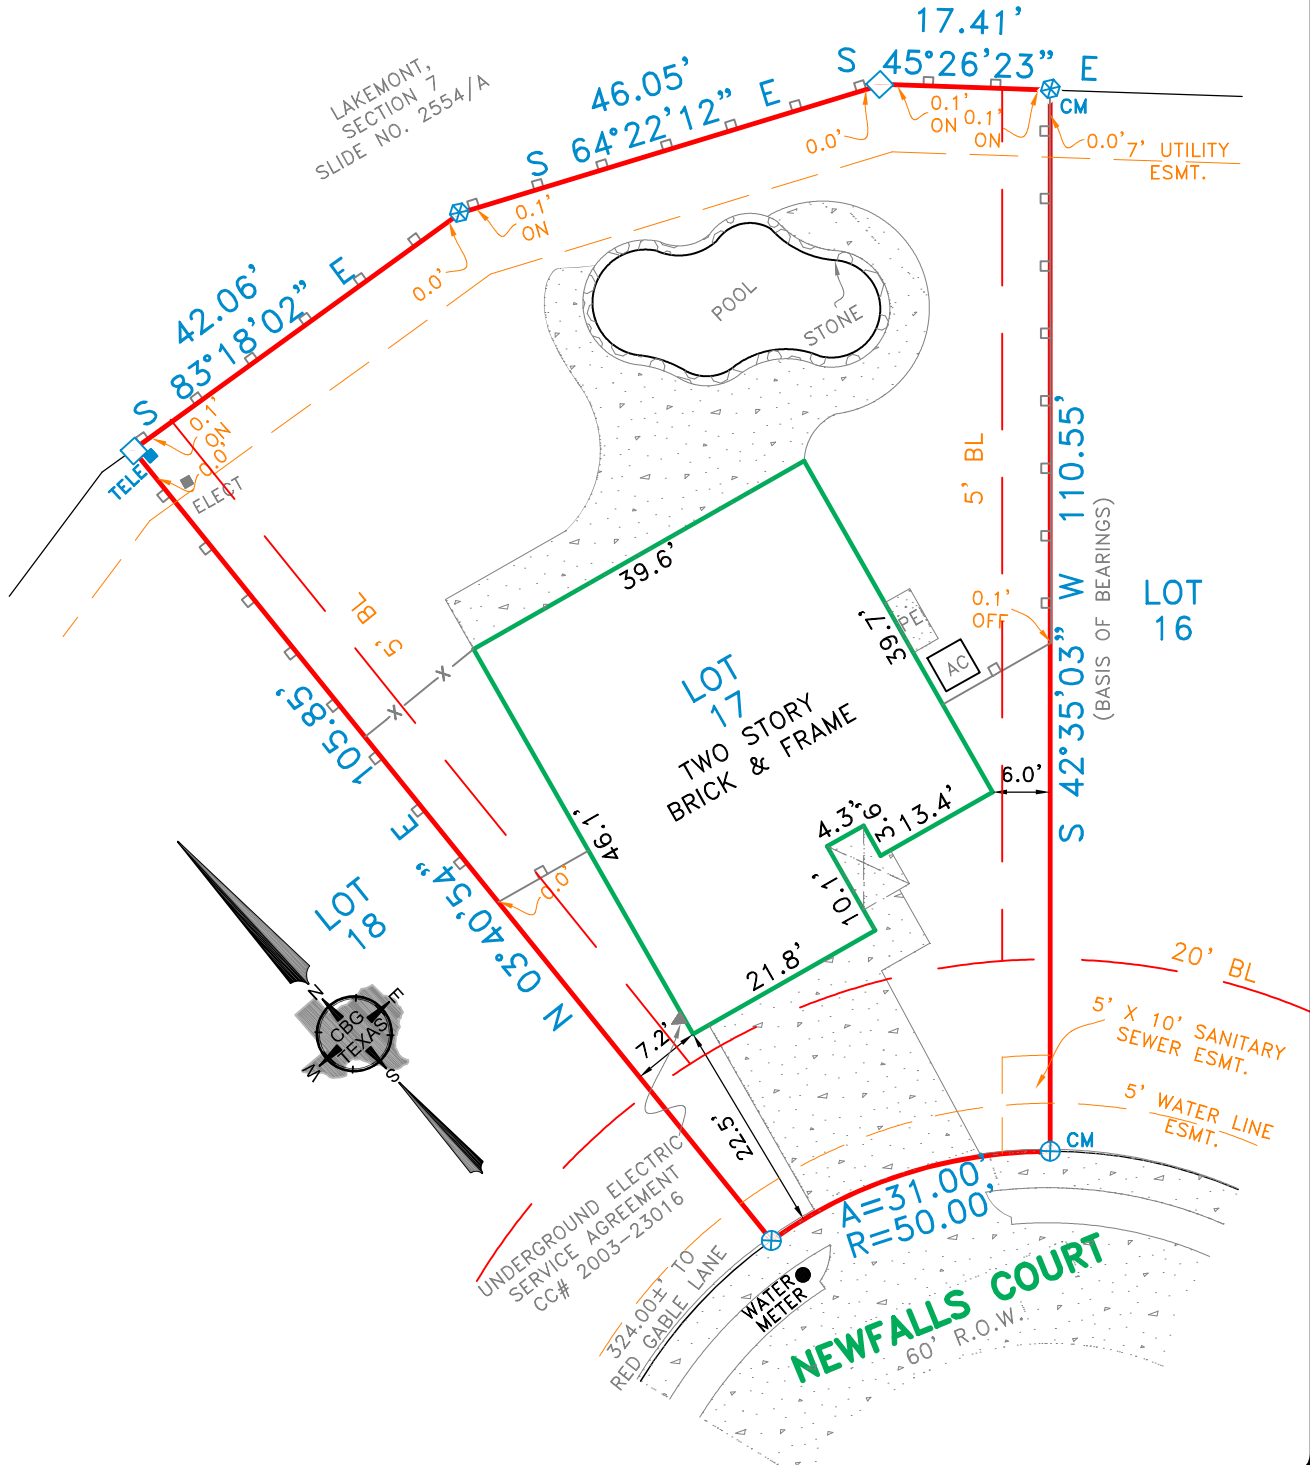 17.41'
S 45°26'23" E
46.05'
S 64°22'12" E
LAKEMONT,
SECTION 7
SLIDE NO. 2554/A
CM
0.1'
ON
0.1'
ON
0.0'
0.0'
7' UTILITY
ESMT.
0.1'
ON
0.0'
42.06'
S 83°18'02" E
POOL
STONE
0.1'
ON
0.0'
TELE
ELECT
5' BL
5' BL
39.6'
39.7'
PE
AC
0.1'
OFF
S 42°35'03" W 110.55'
(BASIS OF BEARINGS)
LOT
16
LOT
17
TWO STORY
BRICK & FRAME
6.0'
4.3'
3.6'
13.4'
10.1'
21.8'
46.1'
105.85'
N 03°40'54" E
0.0'
LOT
18
N
E
CBG
TEXAS
W
S
S
7.2'
22.5'
20' BL
5' X 10' SANITARY
SEWER ESMT.
5' WATER LINE
ESMT.
CM
A=31.00'
R=50.00'
UNDERGROUND ELECTRIC
SERVICE AGREEMENT
CC# 2003-23016
324.00±' TO
RED GABLE LANE
WATER
METER
NEWFALLS COURT
60' R.O.W.